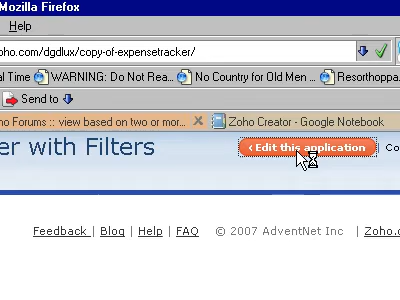 Mozilla Firefox
Help
oho.com/dgdlux/copy-of-expensetracker/
al Time WARNING: Do Not Rea... No Country for Old Men ... Resorthoppa...
Send to
ho Forums :: view based on two or mor... Zoho Creator - Google Notebook
er with Filters
‹ Edit this application | Co
Feedback | Blog | Help | FAQ © 2007 AdventNet Inc | Zoho.c